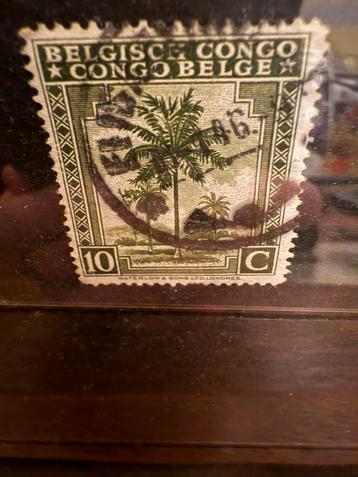 BELGISCH CONGO
★ CONGO BELGE ★
10 C
WATERLOW & SONS LTD. LONDRES.